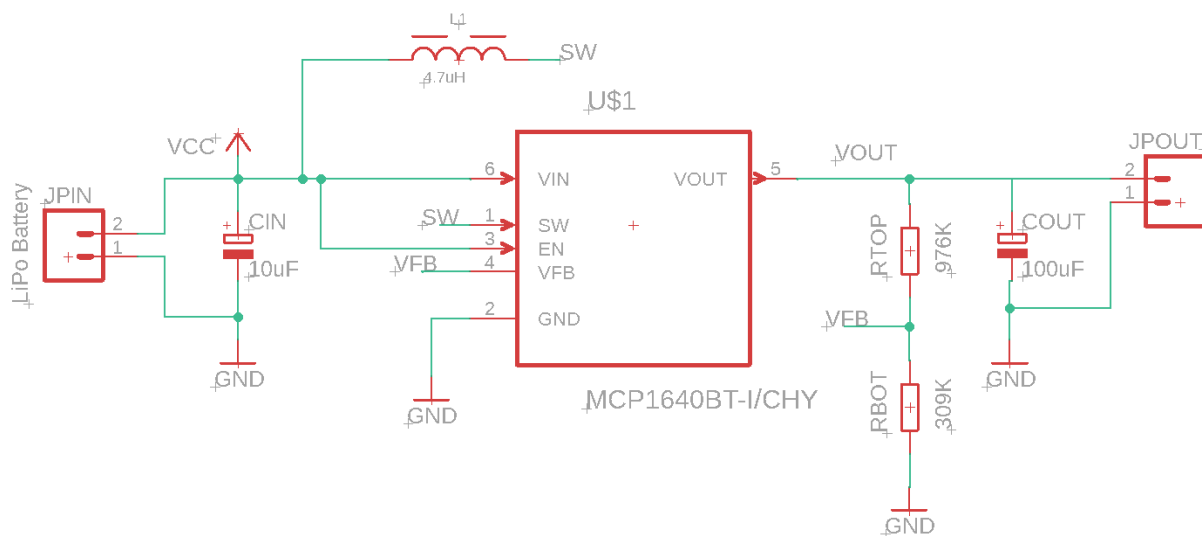 L1
4.7uH
SW
U$1
VCC
LiPo Battery
JPIN
2
1
CIN
10uF
GND
SW
VFB
6
1
3
4
2
VIN
SW
EN
VFB
GND
VOUT
5
GND
MCP1640BT-I/CHY
VOUT
RTOP
976K
VFB
RBOT
309K
GND
COUT
100uF
GND
JPOUT
2
1